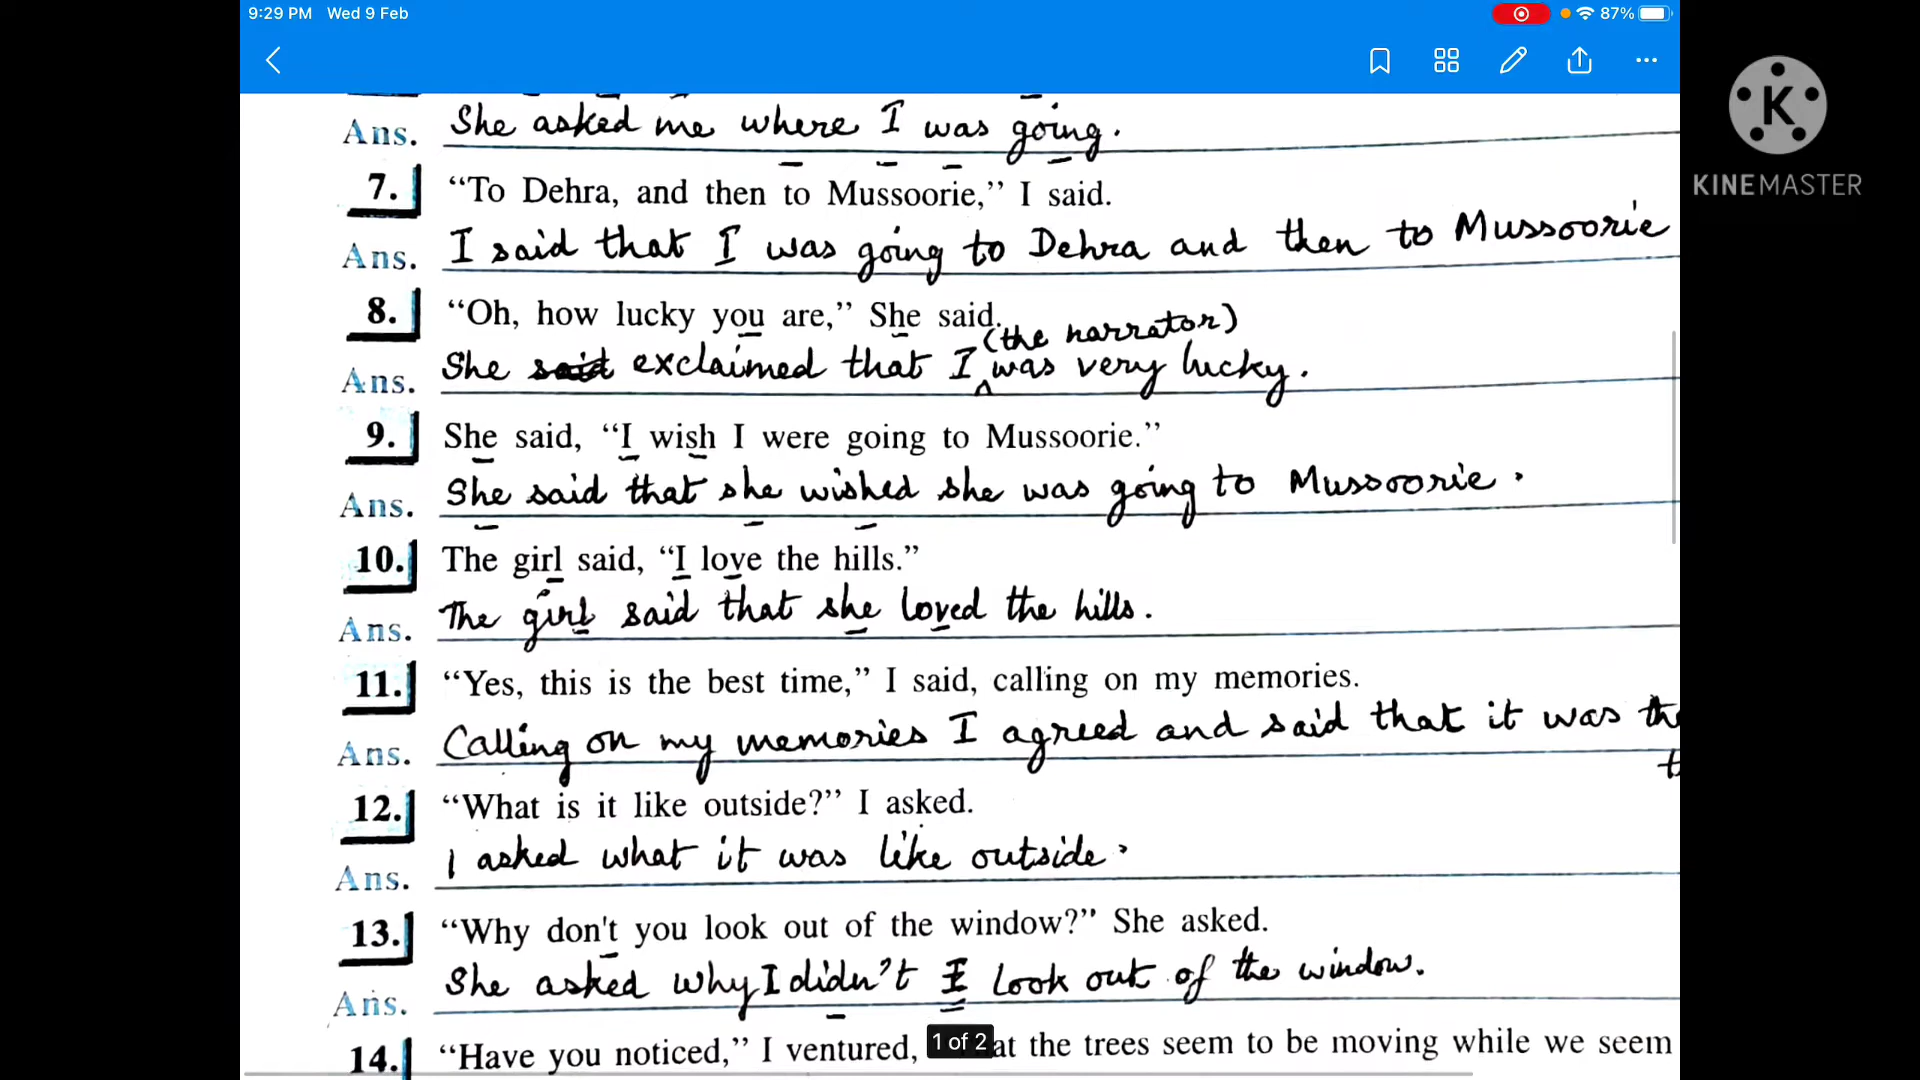 9:29 PM Wed 9 Feb 87%
KINEMASTER
Ans. She asked me where I was going.
7. “To Dehra, and then to Mussoorie,” I said.
Ans. I said that I was going to Dehra and then to Mussoorie
8. “Oh, how lucky you are,” She said.
(the narrator)
Ans. She said exclaimed that I was very lucky.
9. She said, “I wish I were going to Mussoorie.”
Ans. She said that she wished she was going to Mussoorie.
10. The girl said, “I love the hills.”
Ans. The girl said that she loved the hills.
11. “Yes, this is the best time,” I said, calling on my memories.
Ans. Calling on my memories I agreed and said that it was the
12. “What is it like outside?” I asked.
Ans. I asked what it was like outside.
13. “Why don't you look out of the window?” She asked.
Ans. She asked why I didn't I look out of the window.
14. “Have you noticed,” I ventured, at the trees seem to be moving while we seem
1 of 2